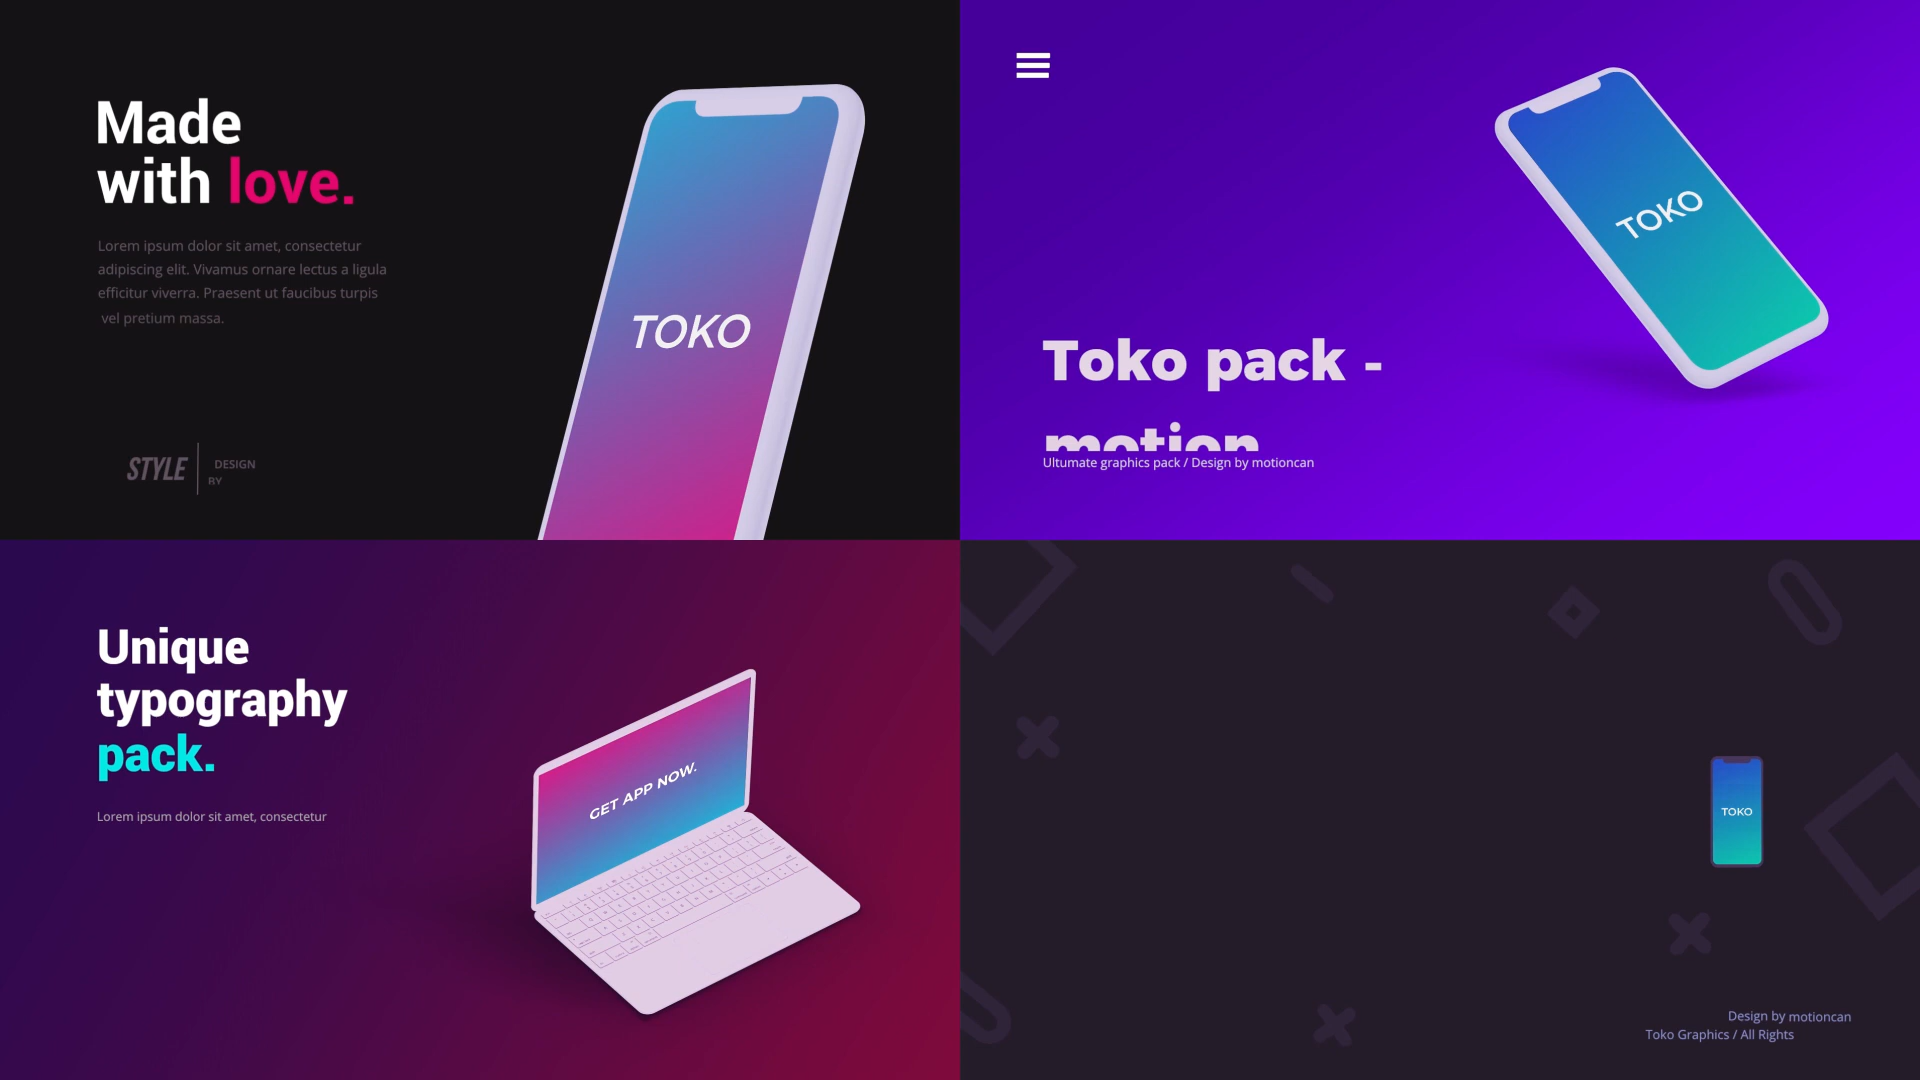 Made
with love.
Lorem ipsum dolor sit amet, consectetur
adipiscing elit. Vivamus ornare lectus a ligula
efficitur viverra. Praesent ut faucibus turpis
vel pretium massa.
STYLE
DESIGN
BY
TOKO
TOKO
Toko pack -
motion
Ultumate graphics pack / Design by motioncan
Unique
typography
pack.
Lorem ipsum dolor sit amet, consectetur
GET APP NOW.
TOKO
Design by motioncan
Toko Graphics / All Rights